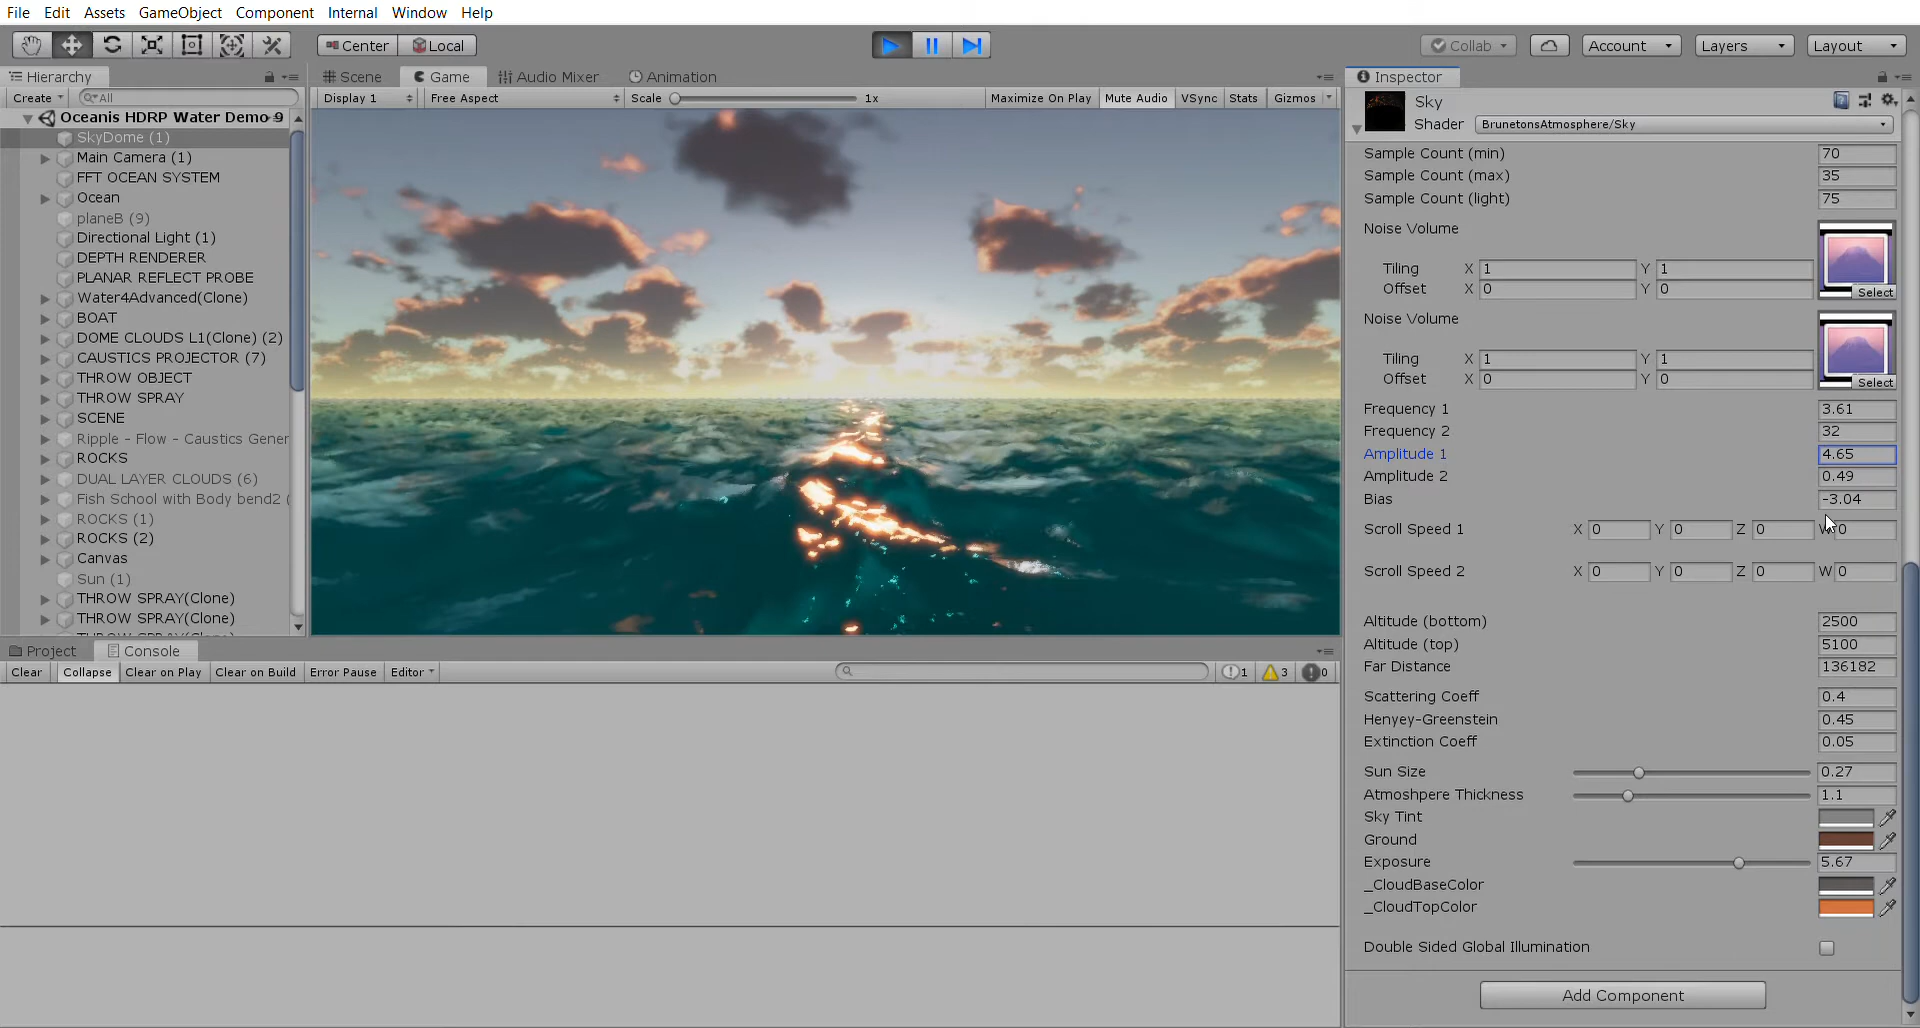 File Edit Assets GameObject Component Internal Window Help
Center Local Collab Account Layers Layout
Hierarchy Scene Game Audio Mixer Animation Inspector
Create All Display 1 Free Aspect Scale 1x Maximize On Play Mute Audio VSync Stats Gizmos
Sky
Shader BrunetonsAtmosphere/Sky
Oceanis HDRP Water Demo 9
SkyDome (1)
Main Camera (1)
FFT OCEAN SYSTEM
Ocean
planeB (9)
Directional Light (1)
DEPTH RENDERER
PLANAR REFLECT PROBE
Water4Advanced(Clone)
BOAT
DOME CLOUDS L1(Clone) (2)
CAUSTICS PROJECTOR (7)
THROW OBJECT
THROW SPRAY
SCENE
Ripple - Flow - Caustics Gener
ROCKS
DUAL LAYER CLOUDS (6)
Fish School with Body bend2 (
ROCKS (1)
ROCKS (2)
Canvas
Sun (1)
THROW SPRAY(Clone)
THROW SPRAY(Clone)
THROW SPRAY(Clone)
Project Console
Clear Collapse Clear on Play Clear on Build Error Pause Editor 1 3 0
Sample Count (min) 70
Sample Count (max) 35
Sample Count (light) 75
Noise Volume
Tiling X 1 Y 1
Offset X 0 Y 0
Select
Noise Volume
Tiling X 1 Y 1
Offset X 0 Y 0
Select
Frequency 1 3.61
Frequency 2 32
Amplitude 1 4.65
Amplitude 2 0.49
Bias -3.04
Scroll Speed 1 X 0 Y 0 Z 0 W 0
Scroll Speed 2 X 0 Y 0 Z 0 W 0
Altitude (bottom) 2500
Altitude (top) 5100
Far Distance 136182
Scattering Coeff 0.4
Henyey-Greenstein 0.45
Extinction Coeff 0.05
Sun Size 0.27
Atmoshpere Thickness 1.1
Sky Tint
Ground
Exposure 5.67
_CloudBaseColor
_CloudTopColor
Double Sided Global Illumination
Add Component